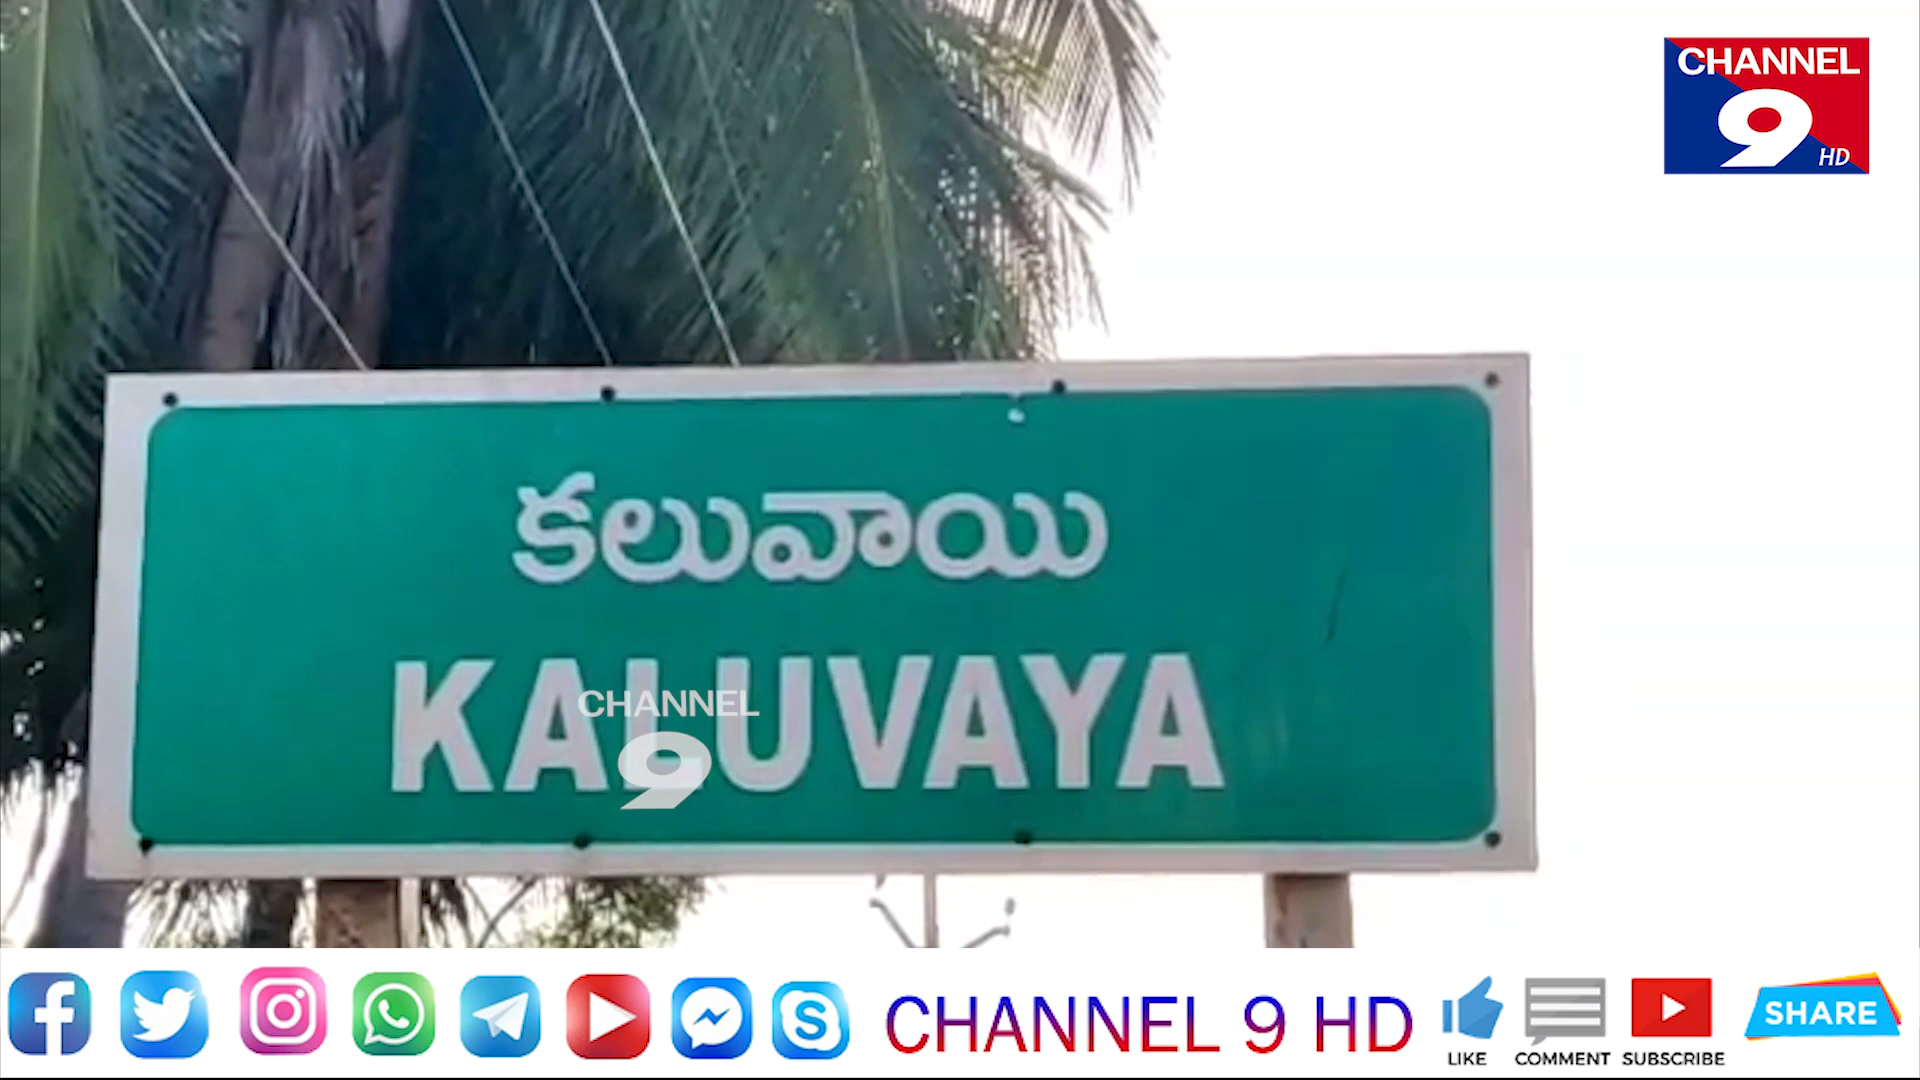 CHANNEL
9
HD
కలువాయి
KALUVAYA
CHANNEL
9
CHANNEL 9 HD
LIKE
COMMENT
SUBSCRIBE
SHARE